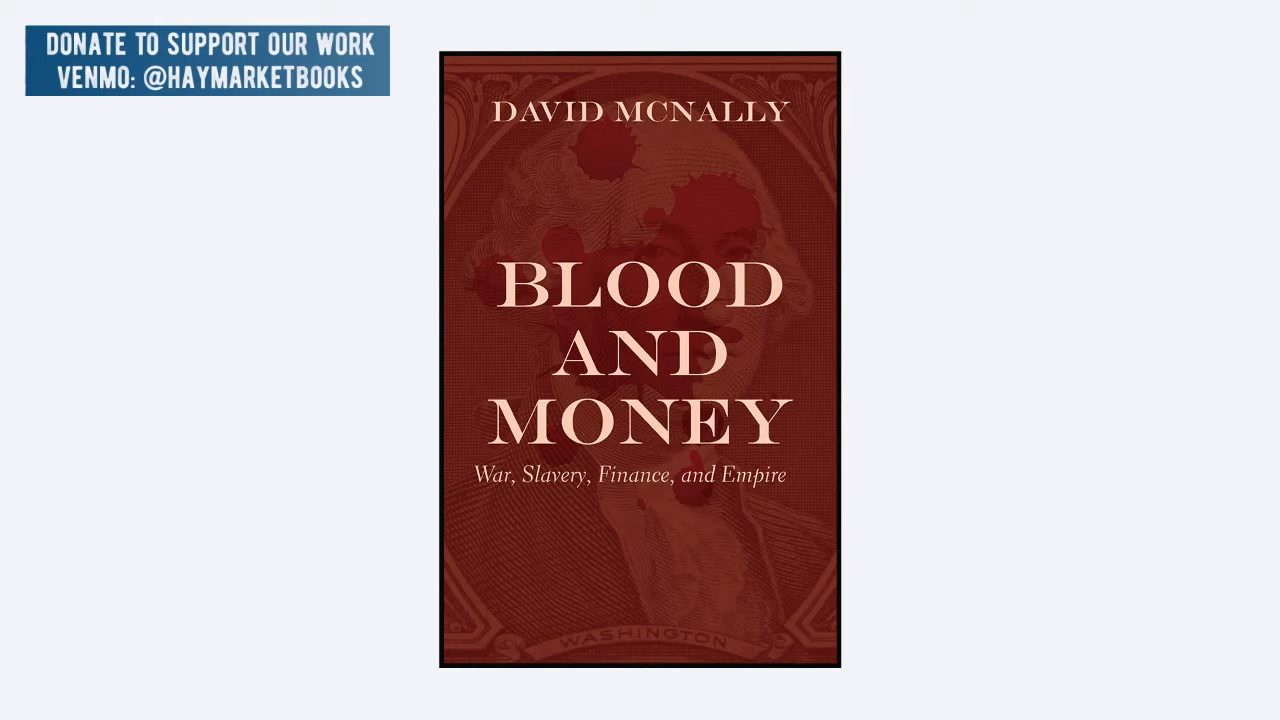 DONATE TO SUPPORT OUR WORK
VENMO: @HAYMARKETBOOKS
DAVID MCNALLY
BLOOD
AND
MONEY
War, Slavery, Finance, and Empire
WASHINGTON